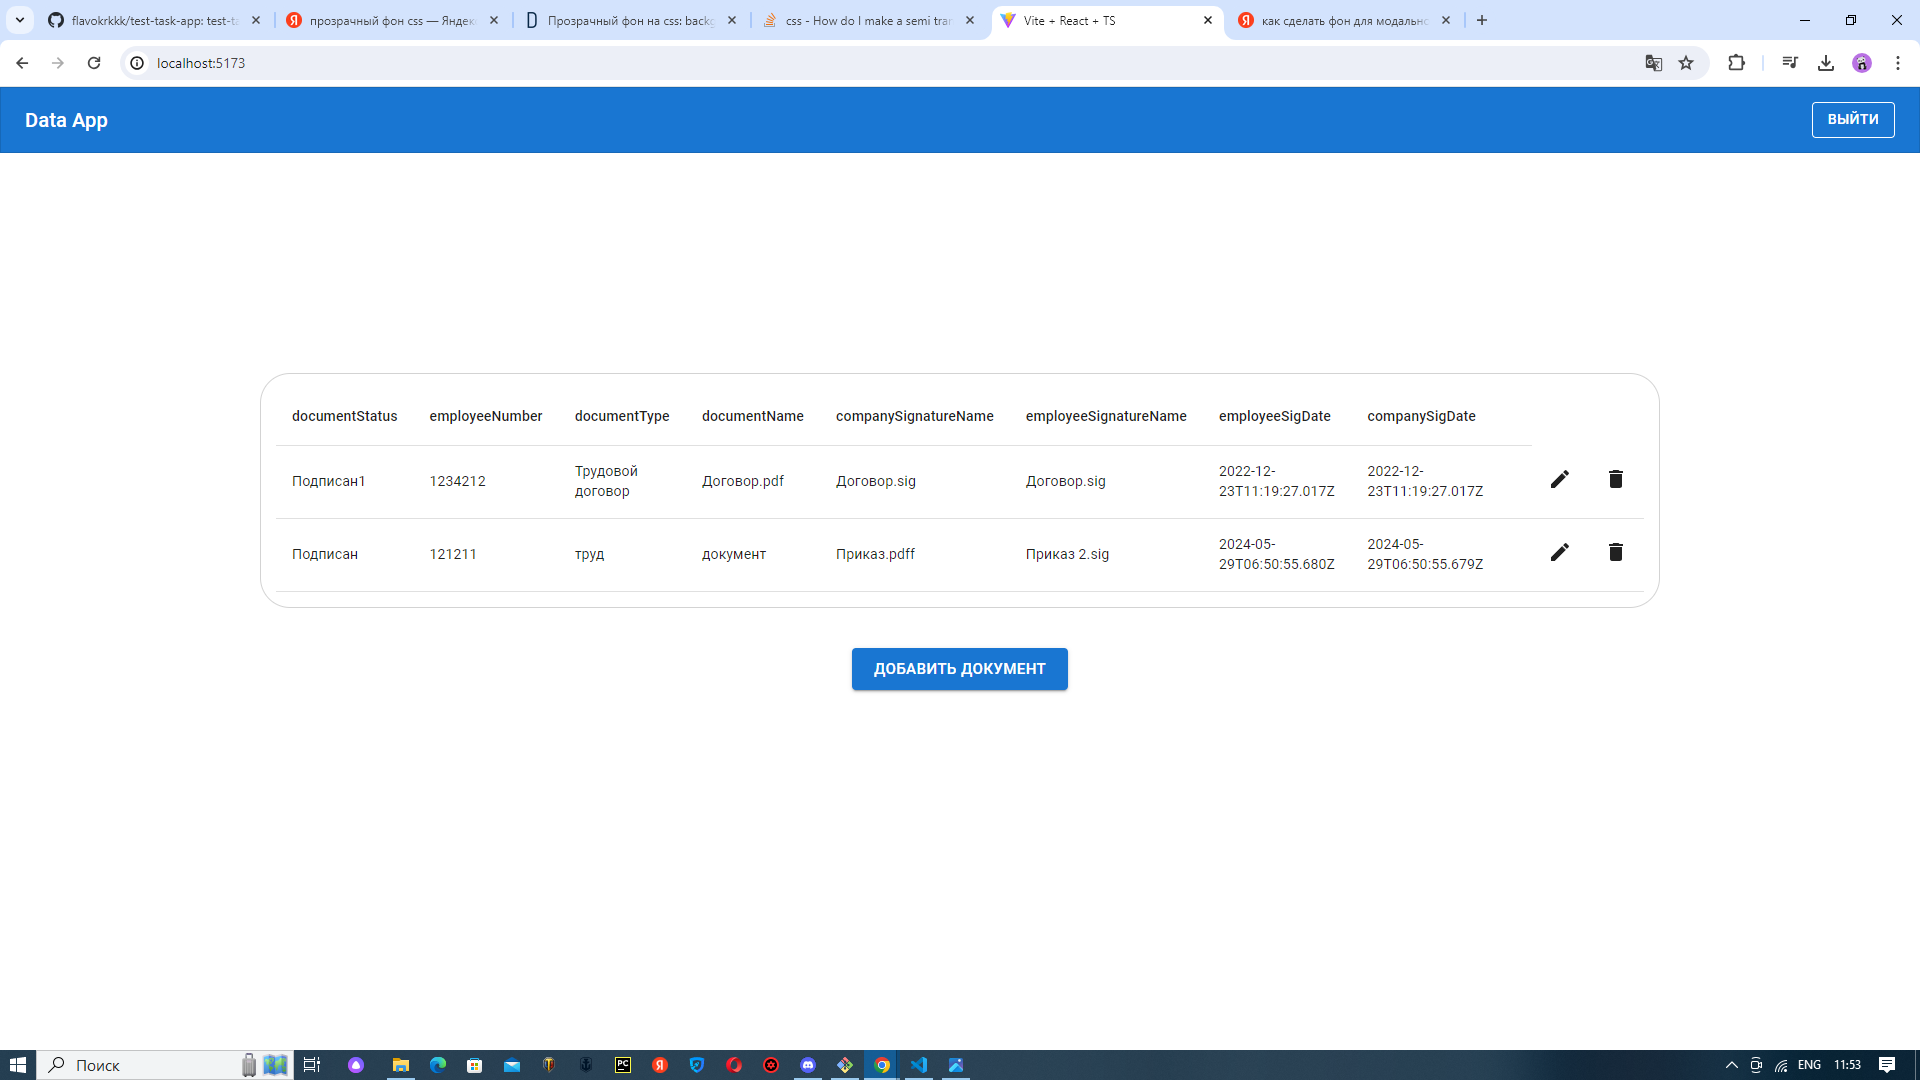 flavokrkkk/test-task-app: test-ta
прозрачный фон css — Яндек
Прозрачный фон на css: backg
css - How do I make a semi tran
Vite + React + TS
как сделать фон для модально
localhost:5173
Data App
ВЫЙТИ
documentStatus employeeNumber documentType documentName companySignatureName employeeSignatureName employeeSigDate companySigDate
Подписан1 1234212 Трудовой договор Договор.pdf Договор.sig Договор.sig 2022-12-23T11:19:27.017Z 2022-12-23T11:19:27.017Z
Подписан 121211 труд документ Приказ.pdff Приказ 2.sig 2024-05-29T06:50:55.680Z 2024-05-29T06:50:55.679Z
ДОБАВИТЬ ДОКУМЕНТ
Поиск
ENG 11:53